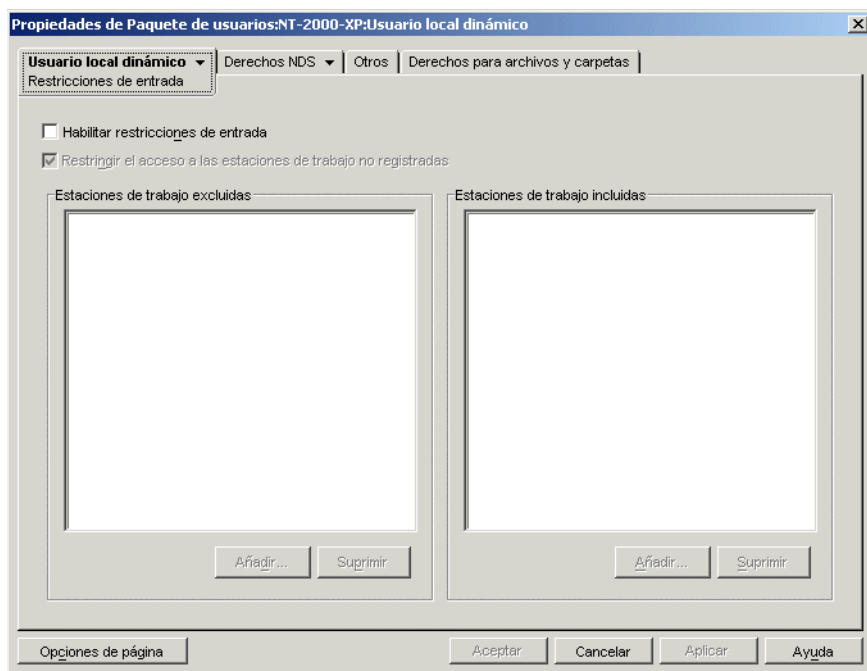 Propiedades de Paquete de usuarios:NT-2000-XP:Usuario local dinámico
Usuario local dinámico
Derechos NDS
Otros
Derechos para archivos y carpetas
Restricciones de entrada
Habilitar restricciones de entrada
Restringir el acceso a las estaciones de trabajo no registradas
Estaciones de trabajo excluidas
Estaciones de trabajo incluidas
Añadir...
Suprimir
Añadir...
Suprimir
Opciones de página
Aceptar
Cancelar
Aplicar
Ayuda